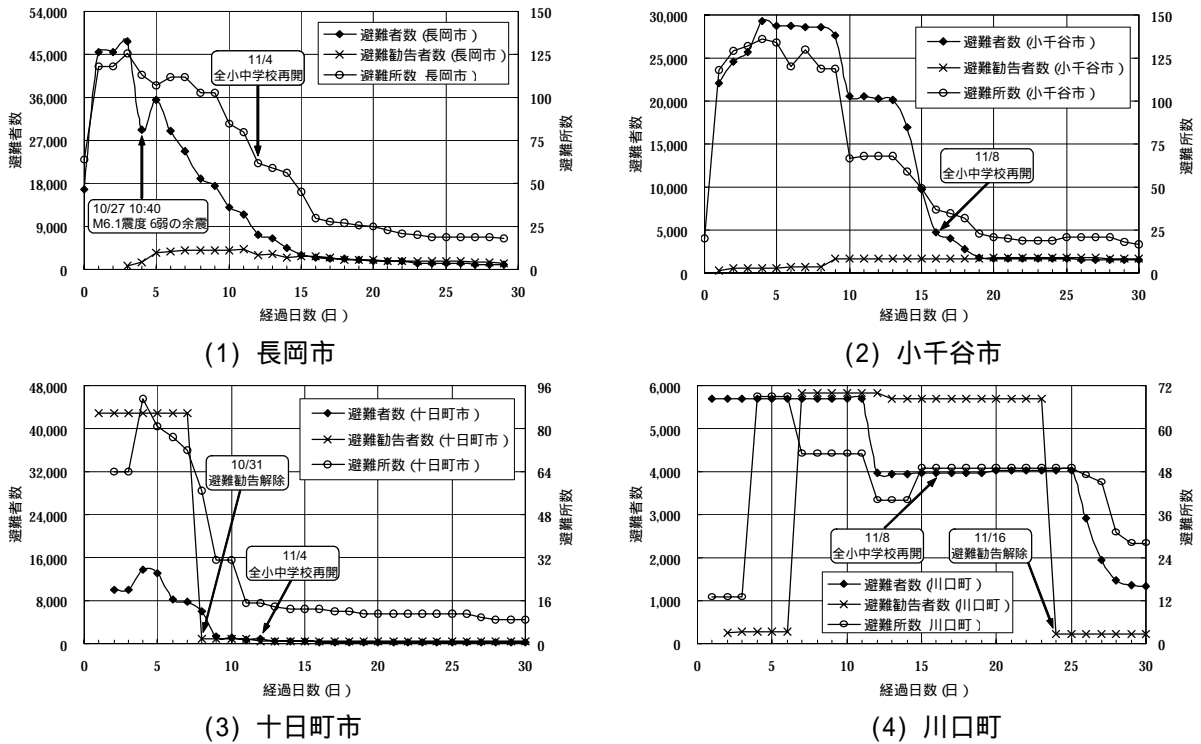 54,000
45,000
36,000
27,000
18,000
9,000
0
150
125
100
75
50
25
0
避難者数
避難所数
避難者数(長岡市)
避難勧告者数(長岡市)
避難所数 長岡市)
11/4
全小中学校再開
10/27 10:40
M6.1震度6弱の余震
0 5 10 15 20 25 30
経過日数(日)
(1) 長岡市
30,000
25,000
20,000
15,000
10,000
5,000
0
150
120
90
60
30
0
避難者数
避難所数
避難者数(小千谷市)
避難勧告者数(小千谷市)
避難所数(小千谷市)
11/8
全小中学校再開
0 5 10 15 20 25 30
経過日数(日)
(2) 小千谷市
48,000
40,000
32,000
24,000
16,000
8,000
0
96
80
64
48
32
16
0
避難者数
避難所数
避難者数(十日町市)
避難勧告者数(十日町市)
避難所数(十日町市)
10/31
避難勧告解除
11/4
全小中学校再開
0 5 10 15 20 25 30
経過日数(日)
(3) 十日町市
6,000
5,000
4,000
3,000
2,000
1,000
0
72
60
48
36
24
12
0
避難者数
避難所数
11/8
全小中学校再開
11/16
避難勧告解除
避難者数(川口町)
避難勧告者数(川口町)
避難所数 川口町)
0 5 10 15 20 25 30
経過日数(日)
(4) 川口町